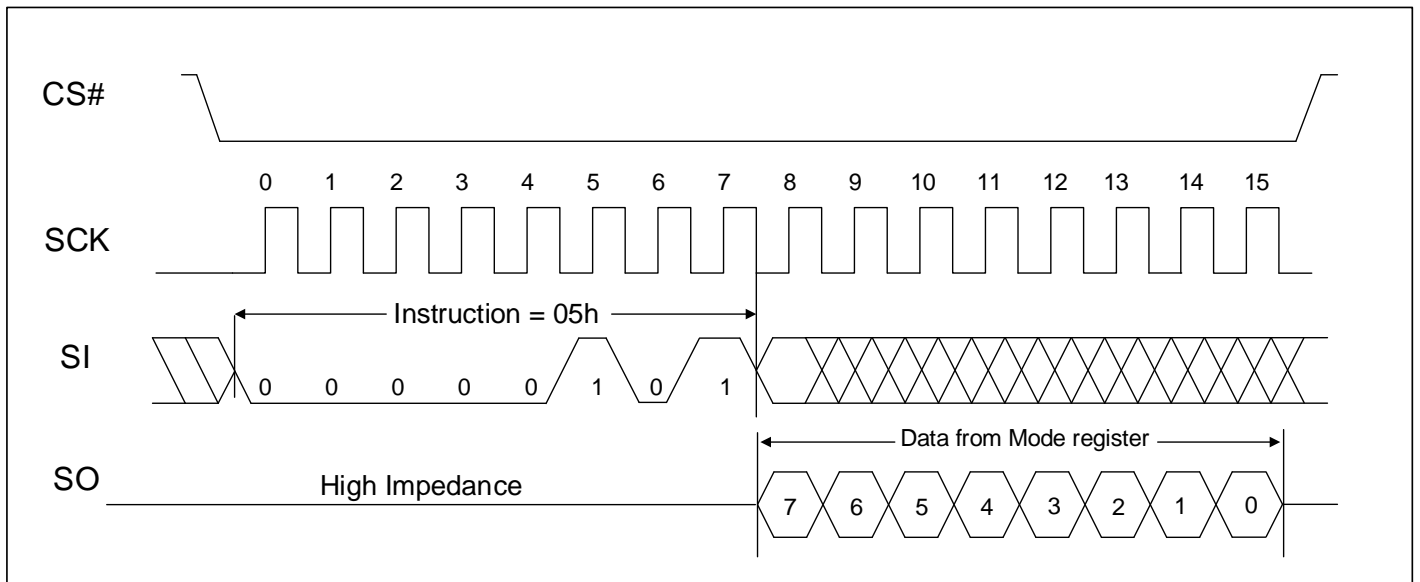 CS#
0 1 2 3 4 5 6 7 8 9 10 11 12 13 14 15
SCK
Instruction = 05h
SI
0 0 0 0 0 1 0 1
Data from Mode register
SO
High Impedance
7 6 5 4 3 2 1 0